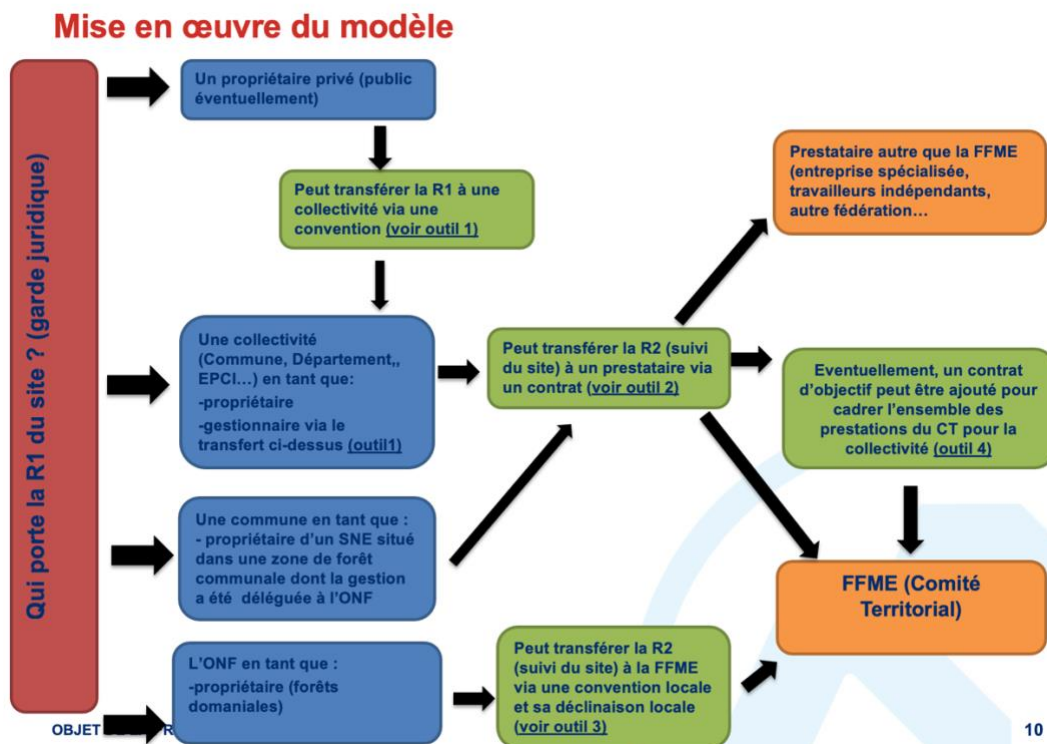 Mise en œuvre du modèle
Qui porte la R1 du site ? (garde juridique)
Un propriétaire privé (public
éventuellement)
Peut transférer la R1 à une
collectivité via une
convention (voir outil 1)
Prestataire autre que la FFME
(entreprise spécialisée,
travailleurs indépendants,
autre fédération…
Une collectivité
(Commune, Département,,
EPCI…) en tant que:
-propriétaire
-gestionnaire via le
transfert ci-dessus (outil1)
Peut transférer la R2 (suivi
du site) à un prestataire via
un contrat (voir outil 2)
Eventuellement, un contrat
d’objectif peut être ajouté pour
cadrer l’ensemble des
prestations du CT pour la
collectivité (outil 4)
Une commune en tant que :
- propriétaire d’un SNE situé
dans une zone de forêt
communale dont la gestion
a été déléguée à l’ONF
FFME (Comité
Territorial)
L’ONF en tant que :
-propriétaire (forêts
domaniales)
Peut transférer la R2
(suivi du site) à la FFME
via une convention locale
et sa déclinaison locale
(voir outil 3)
OBJET
10